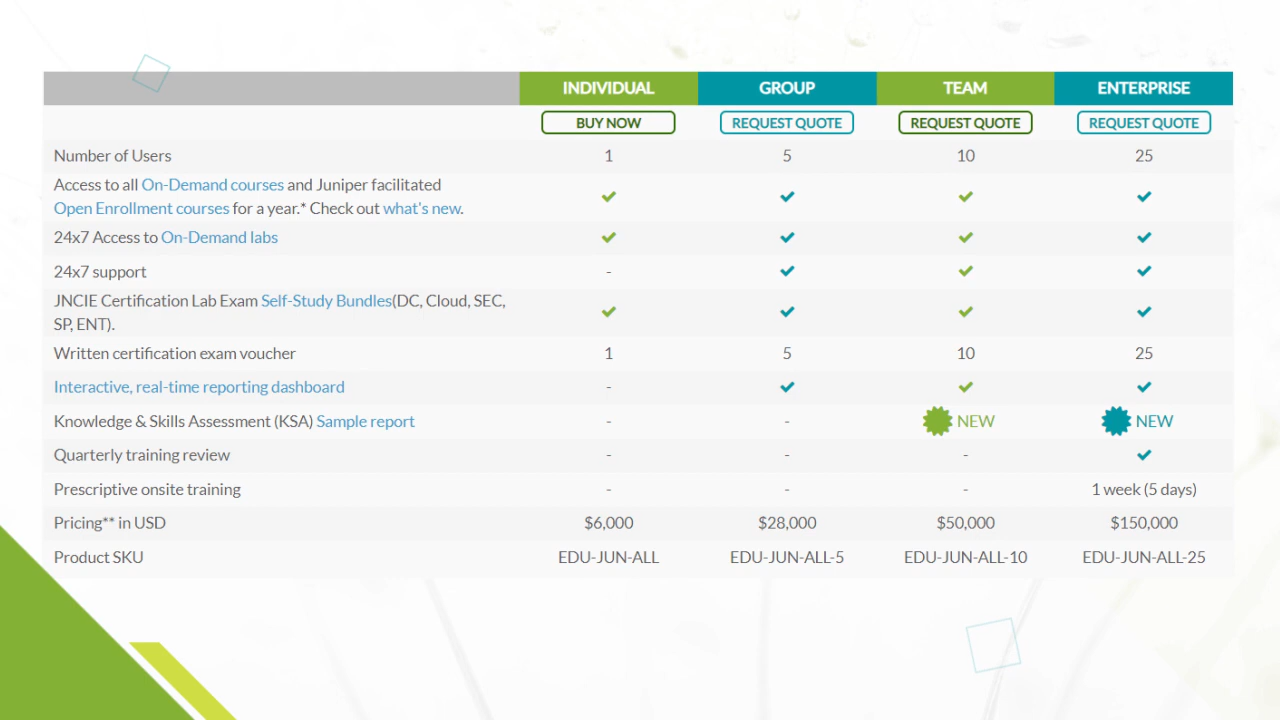 INDIVIDUAL GROUP TEAM ENTERPRISE
BUY NOW REQUEST QUOTE REQUEST QUOTE REQUEST QUOTE
Number of Users 1 5 10 25
Access to all On-Demand courses and Juniper facilitated
Open Enrollment courses for a year.* Check out what's new.
24x7 Access to On-Demand labs
24x7 support -
JNCIE Certification Lab Exam Self-Study Bundles(DC, Cloud, SEC,
SP, ENT).
Written certification exam voucher 1 5 10 25
Interactive, real-time reporting dashboard -
Knowledge & Skills Assessment (KSA) Sample report - - NEW NEW
Quarterly training review - - -
Prescriptive onsite training - - - 1 week (5 days)
Pricing** in USD $6,000 $28,000 $50,000 $150,000
Product SKU EDU-JUN-ALL EDU-JUN-ALL-5 EDU-JUN-ALL-10 EDU-JUN-ALL-25